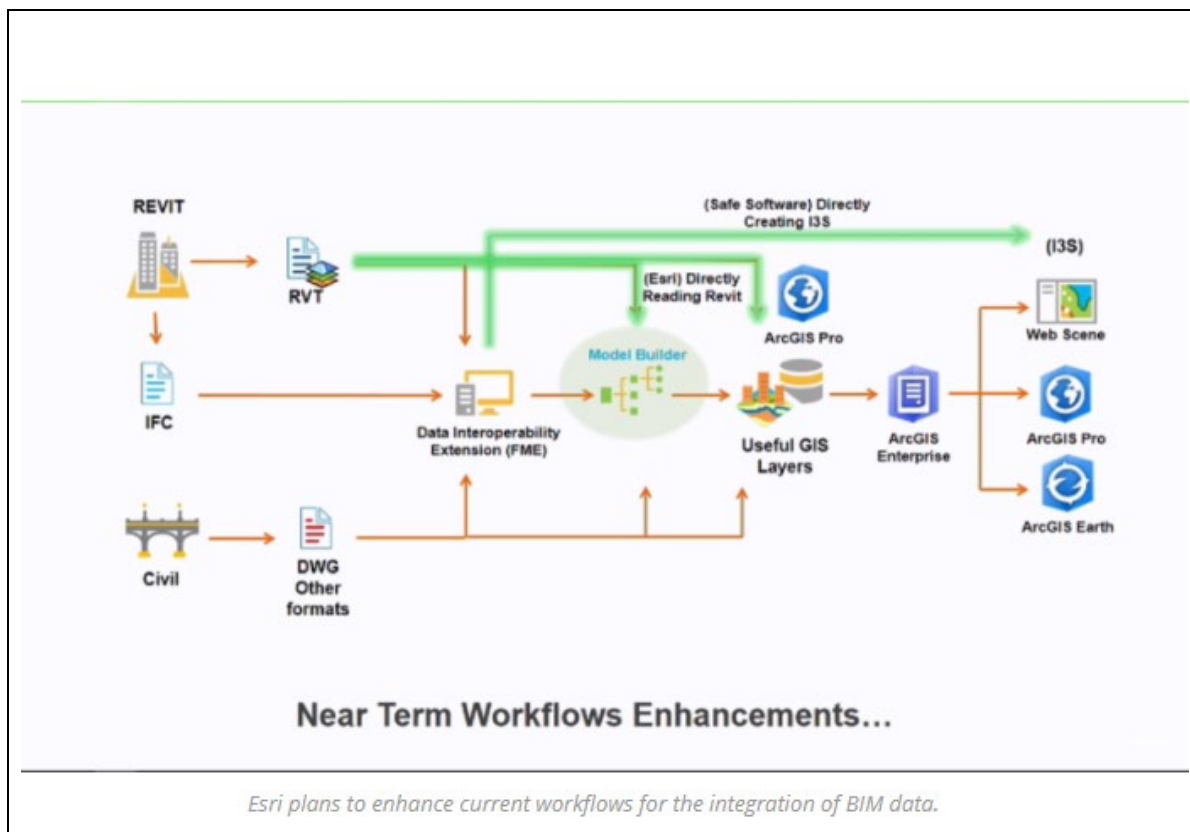 REVIT
(Safe Software) Directly
Creating I3S
(I3S)
RVT
(Esri) Directly
Reading Revit
ArcGIS Pro
Web Scene
Model Builder
IFC
Data Interoperability
Extension (FME)
Useful GIS
Layers
ArcGIS
Enterprise
ArcGIS Pro
ArcGIS Earth
Civil
DWG
Other
formats
Near Term Workflows Enhancements...
Esri plans to enhance current workflows for the integration of BIM data.